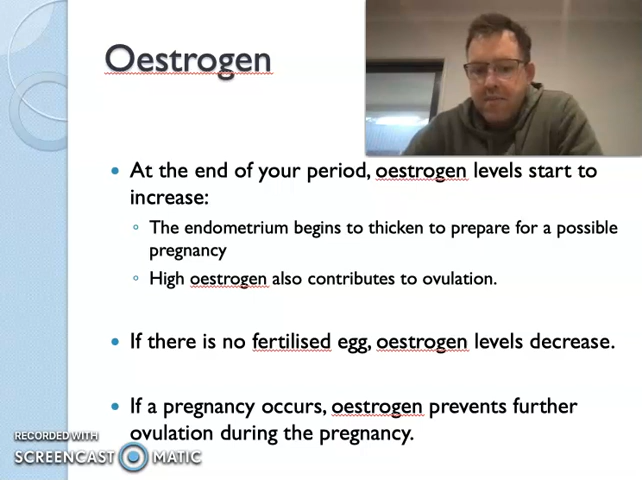 Oestrogen
At the end of your period, oestrogen levels start to
increase:
The endometrium begins to thicken to prepare for a possible
pregnancy
High oestrogen also contributes to ovulation.
If there is no fertilised egg, oestrogen levels decrease.
If a pregnancy occurs, oestrogen prevents further
ovulation during the pregnancy.
RECORDED WITH
SCREENCAST MATIC